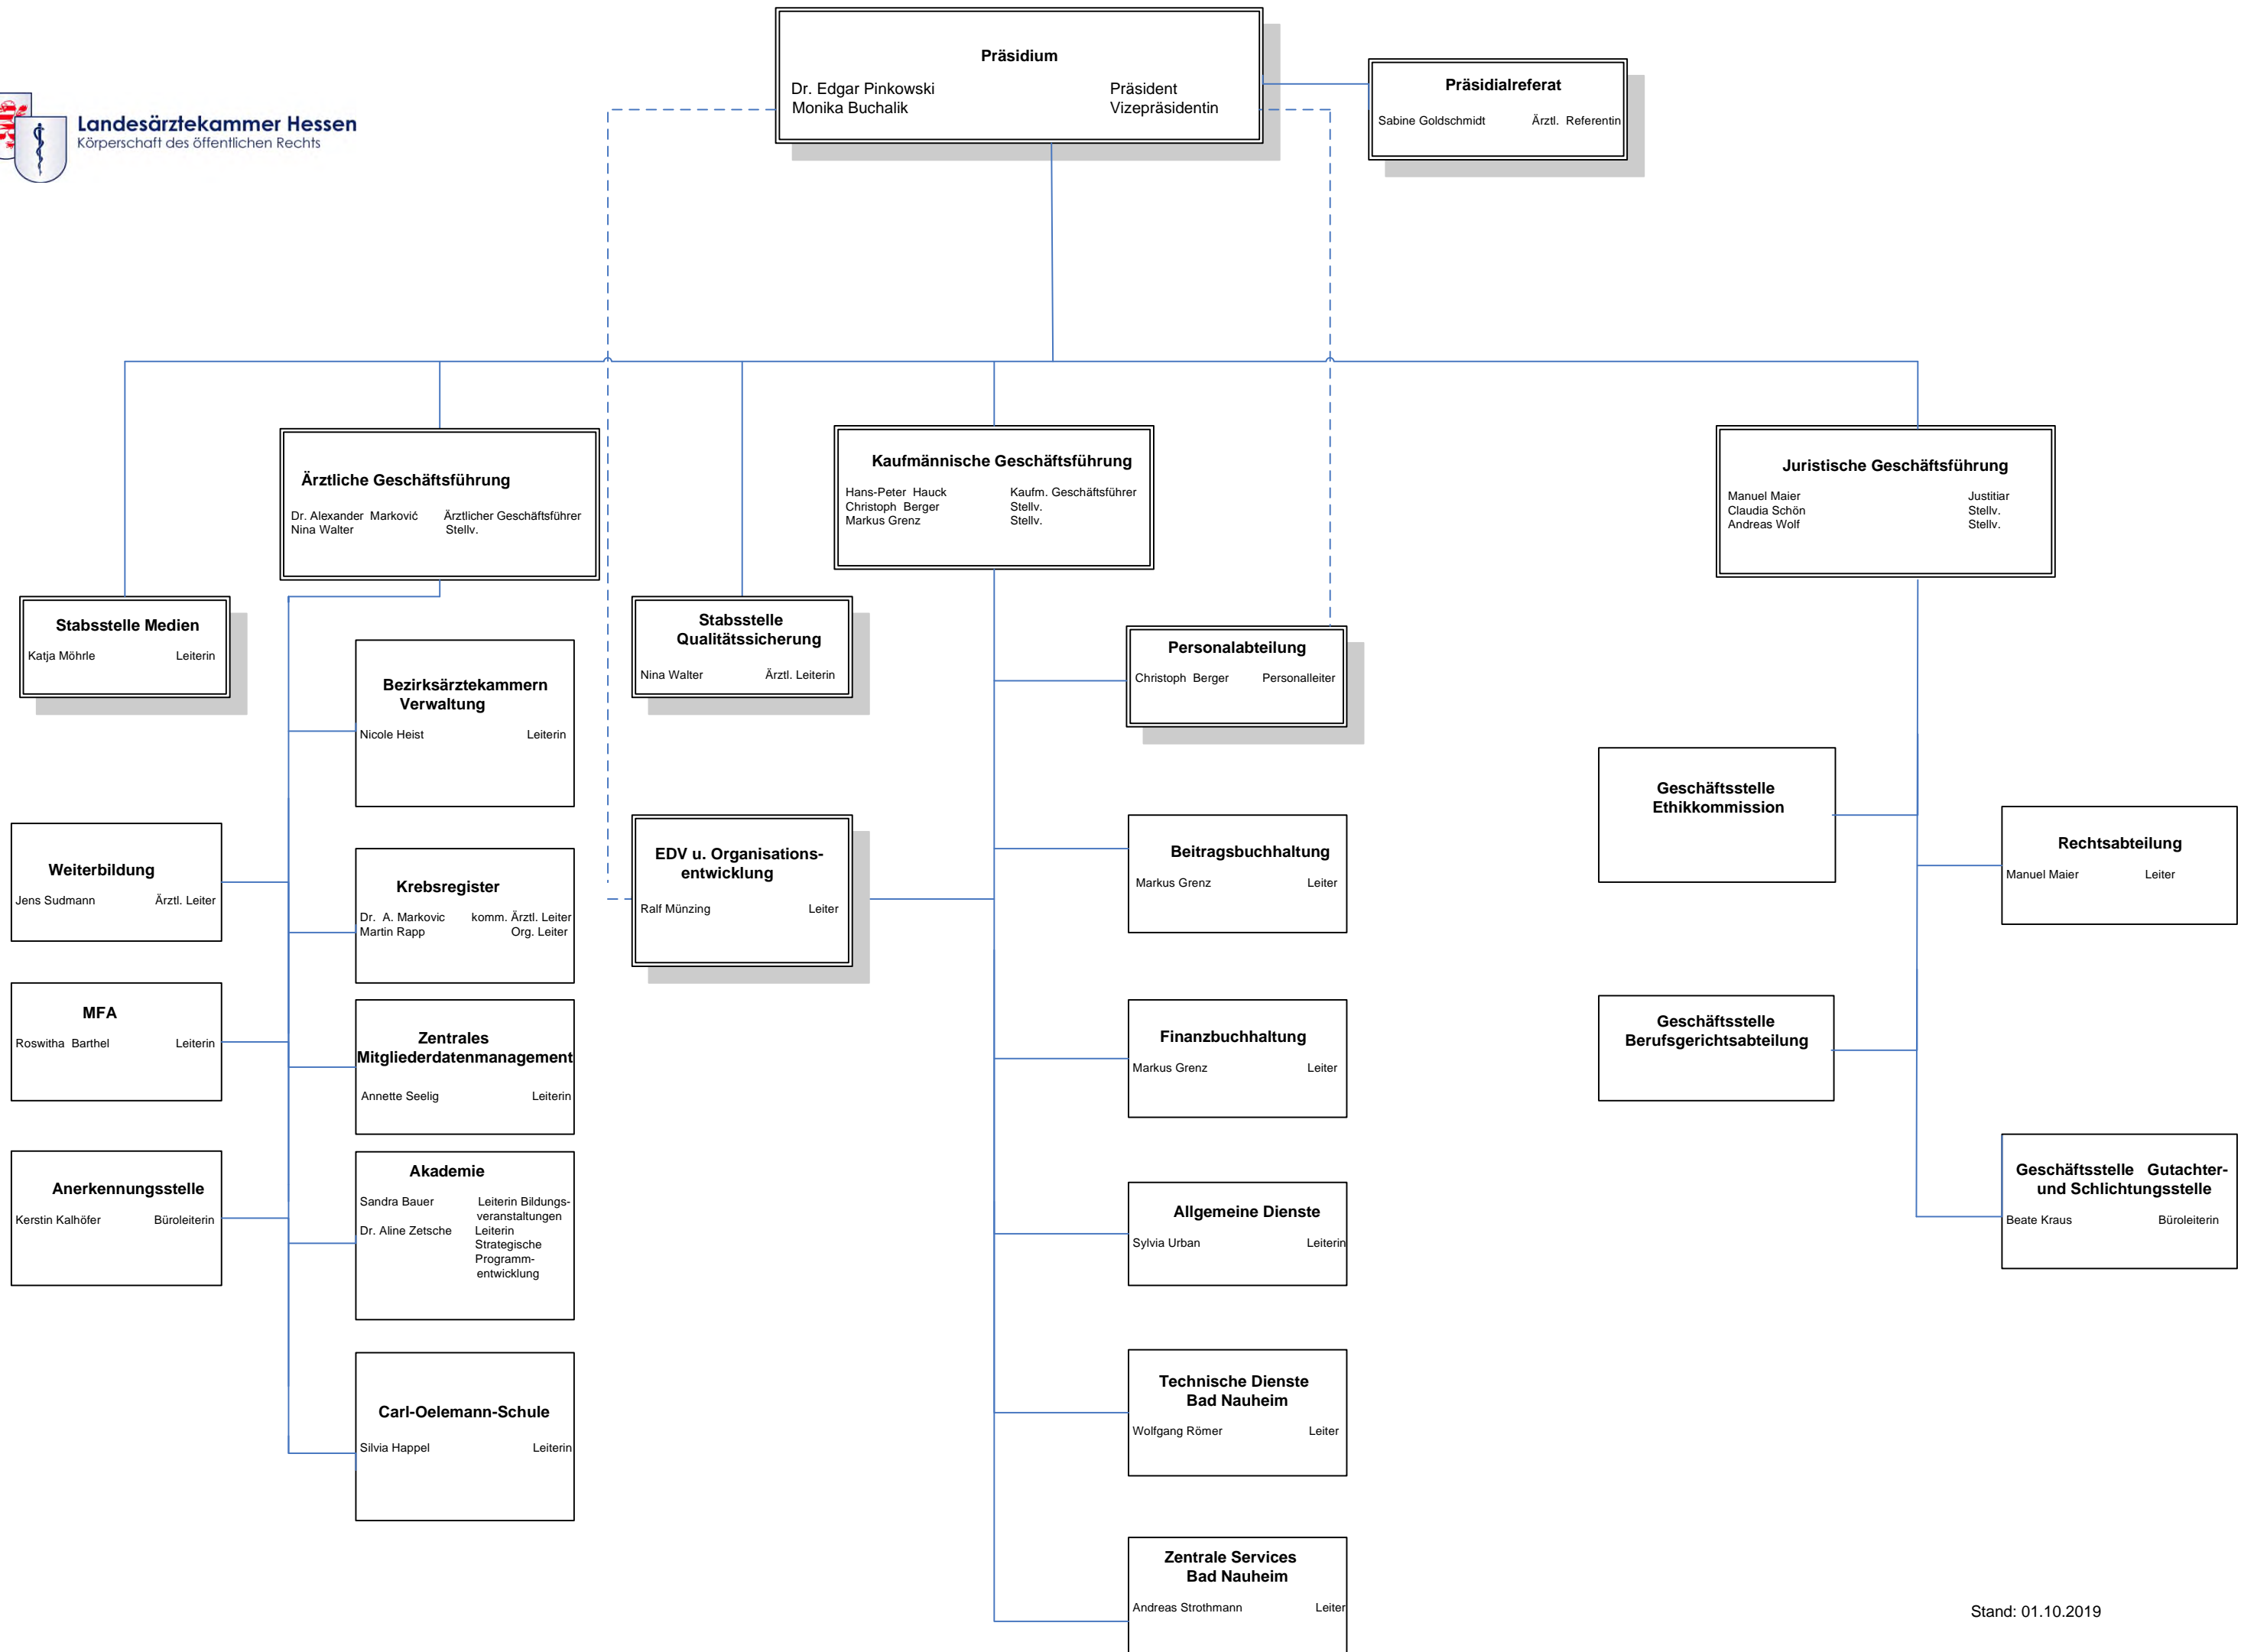 Landesärztekammer Hessen
Körperschaft des öffentlichen Rechts
Präsidium
Dr. Edgar Pinkowski Präsident
Monika Buchalik Vizepräsidentin
Präsidialreferat
Sabine Goldschmidt Ärztl. Referentin
Ärztliche Geschäftsführung
Dr. Alexander Marković Ärztlicher Geschäftsführer
Nina Walter Stellv.
Kaufmännische Geschäftsführung
Hans-Peter Hauck Kaufm. Geschäftsführer
Christoph Berger Stellv.
Markus Grenz Stellv.
Juristische Geschäftsführung
Manuel Maier Justitiar
Claudia Schön Stellv.
Andreas Wolf Stellv.
Stabsstelle Medien
Katja Möhrle Leiterin
Stabsstelle
Qualitätssicherung
Nina Walter Ärztl. Leiterin
Personalabteilung
Christoph Berger Personalleiter
Bezirksärztekammern
Verwaltung
Nicole Heist Leiterin
Weiterbildung
Jens Sudmann Ärztl. Leiter
Krebsregister
Dr. A. Markovic komm. Ärztl. Leiter
Martin Rapp Org. Leiter
EDV u. Organisations-
entwicklung
Ralf Münzing Leiter
Beitragsbuchhaltung
Markus Grenz Leiter
Geschäftsstelle
Ethikkommission
Rechtsabteilung
Manuel Maier Leiter
MFA
Roswitha Barthel Leiterin
Zentrales
Mitgliederdatenmanagement
Annette Seelig Leiterin
Finanzbuchhaltung
Markus Grenz Leiter
Geschäftsstelle
Berufsgerichtsabteilung
Anerkennungsstelle
Kerstin Kalhöfer Büroleiterin
Akademie
Sandra Bauer Leiterin Bildungs-
veranstaltungen
Dr. Aline Zetsche Leiterin
Strategische
Programm-
entwicklung
Allgemeine Dienste
Sylvia Urban Leiterin
Geschäftsstelle Gutachter-
und Schlichtungsstelle
Beate Kraus Büroleiterin
Carl-Oelemann-Schule
Silvia Happel Leiterin
Technische Dienste
Bad Nauheim
Wolfgang Römer Leiter
Zentrale Services
Bad Nauheim
Andreas Strothmann Leiter
Stand: 01.10.2019